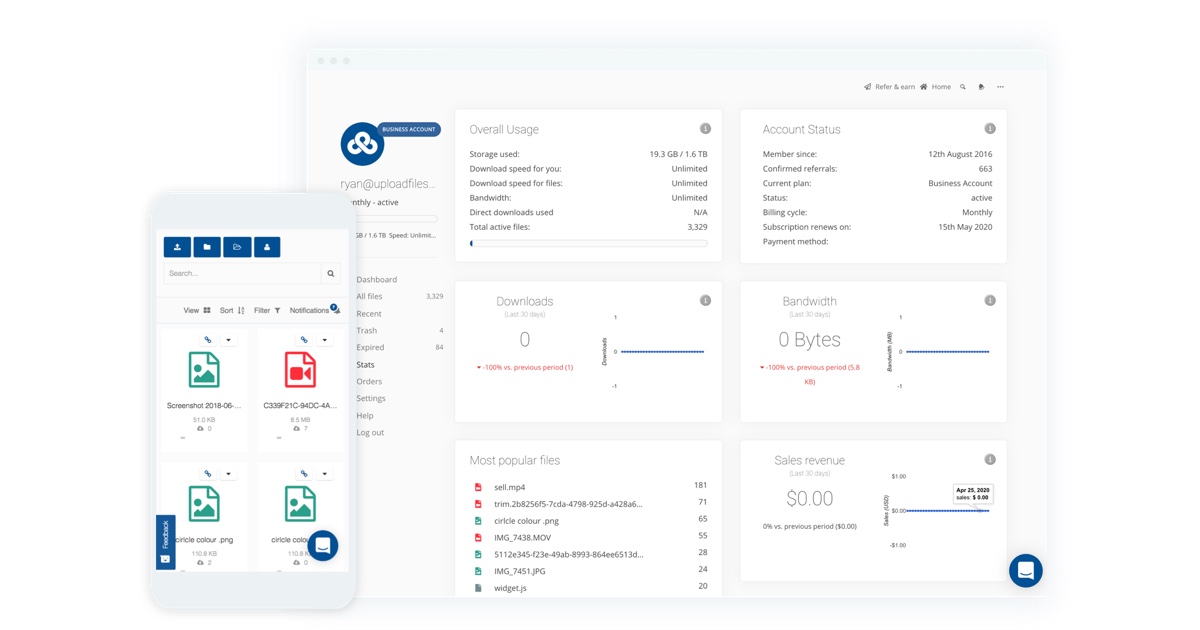 Refer & earn Home
BUSINESS ACCOUNT
ryan@uploadfiles...
nthly - active
GB / 1.6 TB Speed: Unlimit...
Dashboard
All files 3,329
Recent
Trash 4
Expired 84
Stats
Orders
Settings
Help
Log out
Overall Usage
Storage used: 19.3 GB / 1.6 TB
Download speed for you: Unlimited
Download speed for files: Unlimited
Bandwidth: Unlimited
Direct downloads used N/A
Total active files: 3,329
Account Status
Member since: 12th August 2016
Confirmed referrals: 663
Current plan: Business Account
Status: active
Billing cycle: Monthly
Subscription renews on: 15th May 2020
Payment method:
Downloads
(Last 30 days)
0
-100% vs. previous period (1)
Downloads
1
0
-1
Bandwidth
(Last 30 days)
0 Bytes
-100% vs. previous period (5.8
KB)
Bandwidth (MB)
1
0
-1
Most popular files
sell.mp4 181
trim.2b8256f5-7cda-4798-925d-a428a6... 71
cirlcle colour .png 65
IMG_7438.MOV 55
5112e345-f23e-49ab-8993-864ee6513d... 28
IMG_7451.JPG 24
widget.js 20
Sales revenue
(Last 30 days)
$0.00
0% vs. previous period ($0.00)
Sales (USD)
$1.00
$0.00
-$1.00
Apr 25, 2020
sales: $ 0.00
Search...
View Sort Filter Notifications
Screenshot 2018-06-...
51.0 KB
0
C339F21C-94DC-4A...
8.5 MB
7
cirlcle colour .png
110.8 KB
2
cirlcle colou
110.8 K
0
Feedback